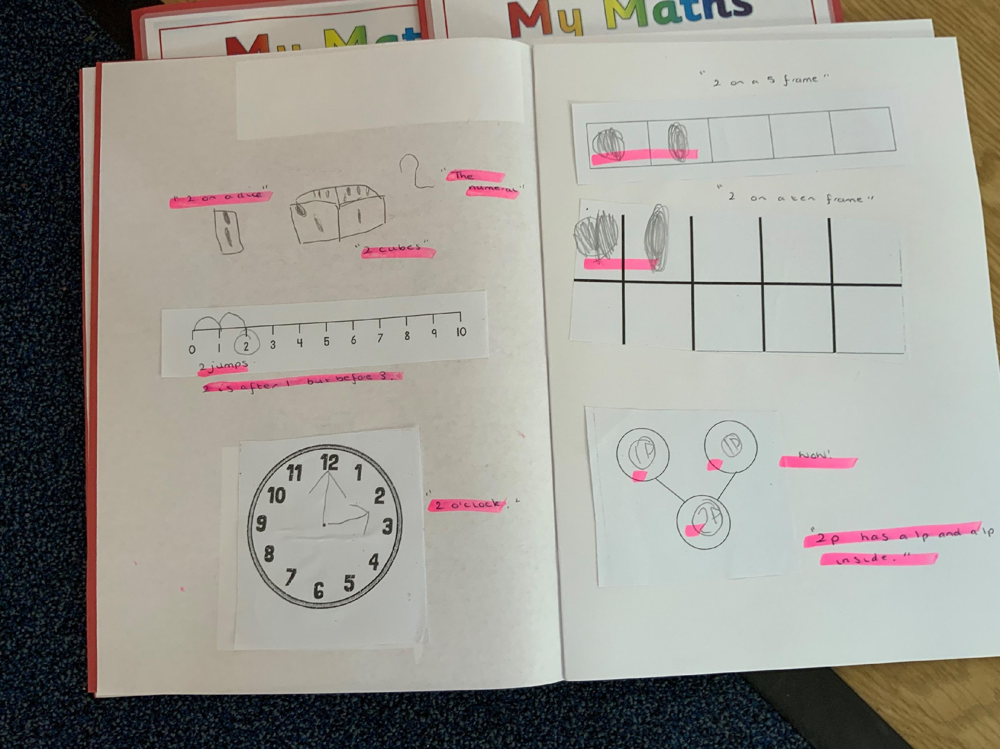 My Mat
My Maths
2
"The
numeral"
"2 on a dice"
"2 cubes"
0 1 2 3 4 5 6 7 8 9 10
2 jumps.
2 is after 1 but before 3.
12
11 1
10 2
9 3
8 4
7 5
6
"2 o'clock."
"2 on a 5 frame"
"2 on a ten frame"
1P 1P
Wow!
2P
"2p has a 1p and a 1p
inside."